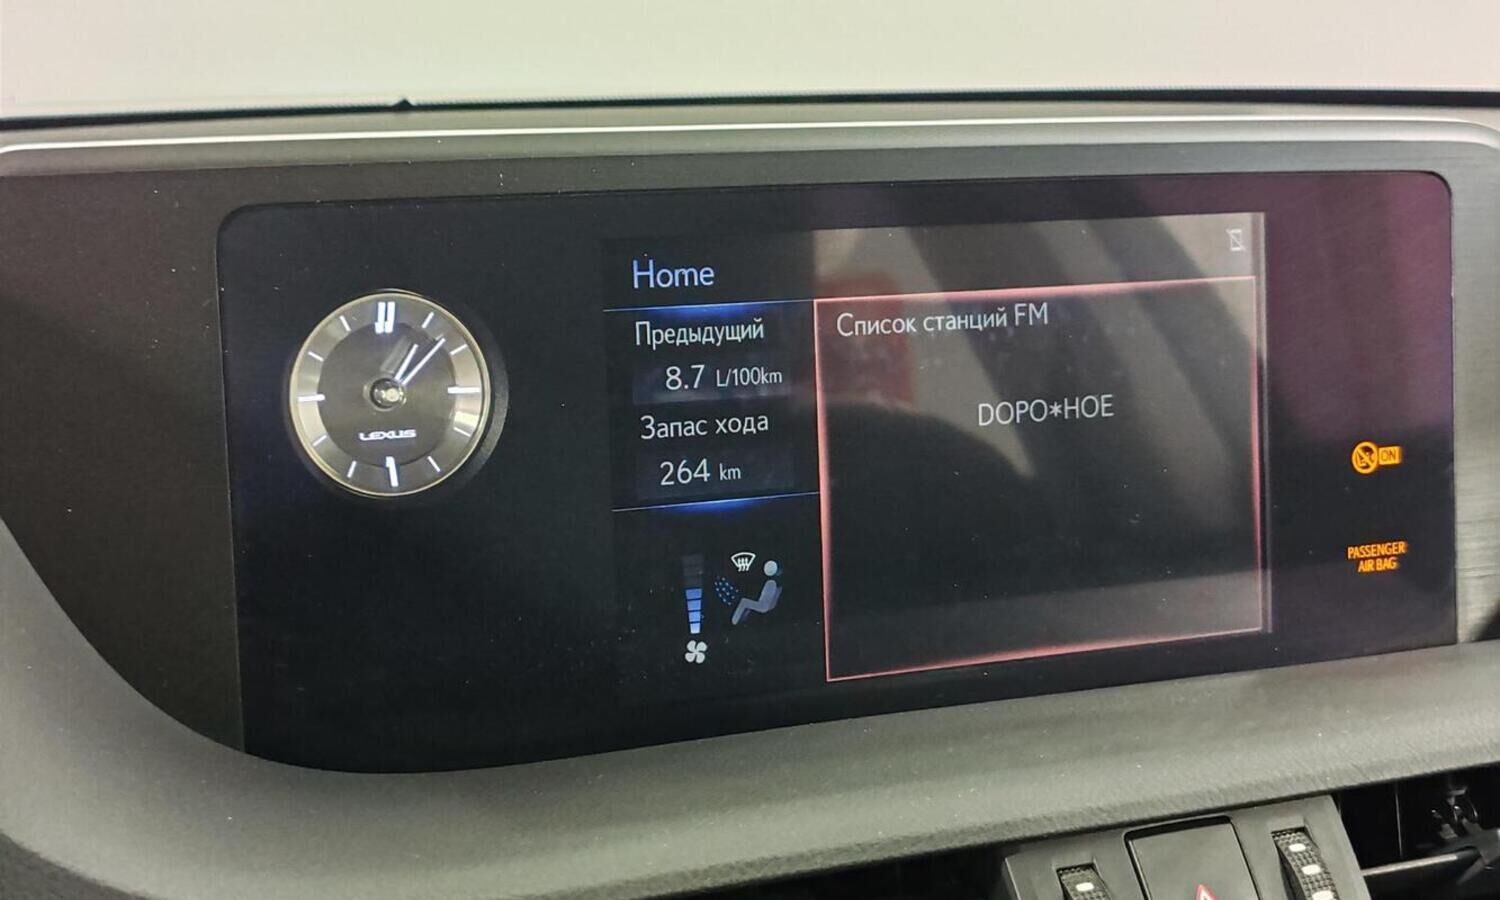 Home
Предыдущий
8.7 L/100km
Запас хода
264 km
Список станций FM
DOPO*HOE
LEXUS
ON
PASSENGER
AIR BAG